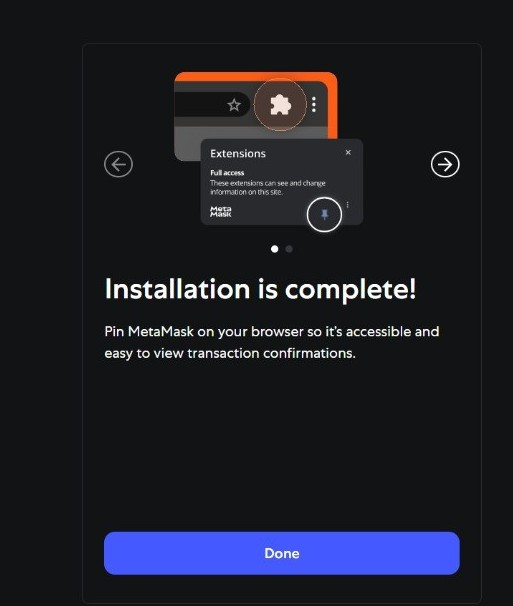 Extensions
Full access
These extensions can see and change
information on this site.
Meta
Mask
Installation is complete!
Pin MetaMask on your browser so it's accessible and
easy to view transaction confirmations.
Done